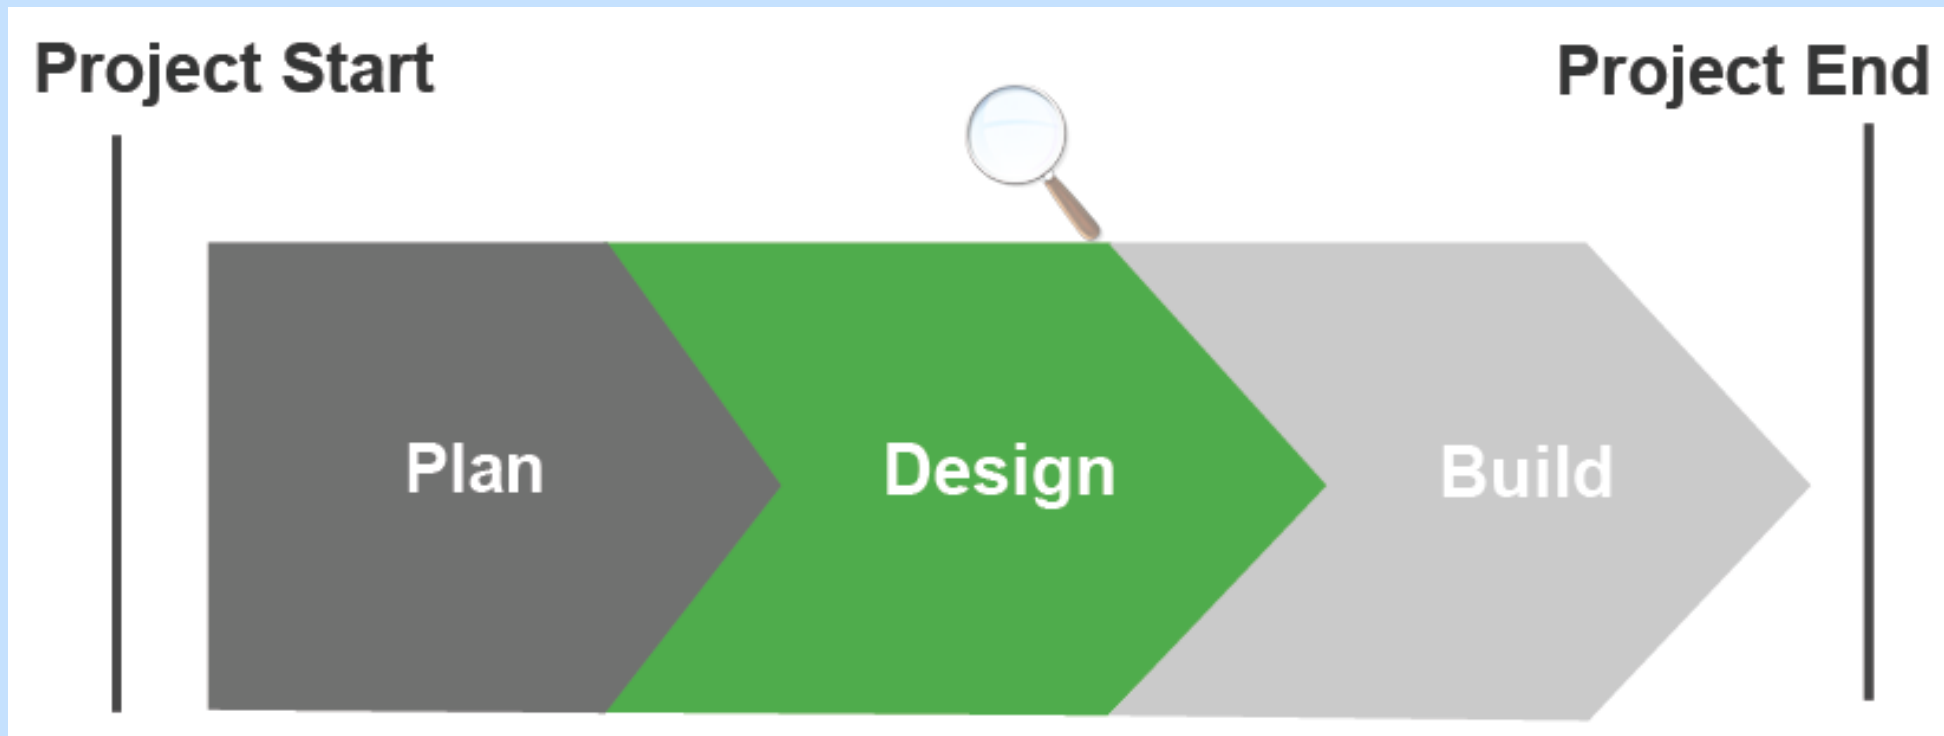 Project Start
Project End
Plan
Design
Build